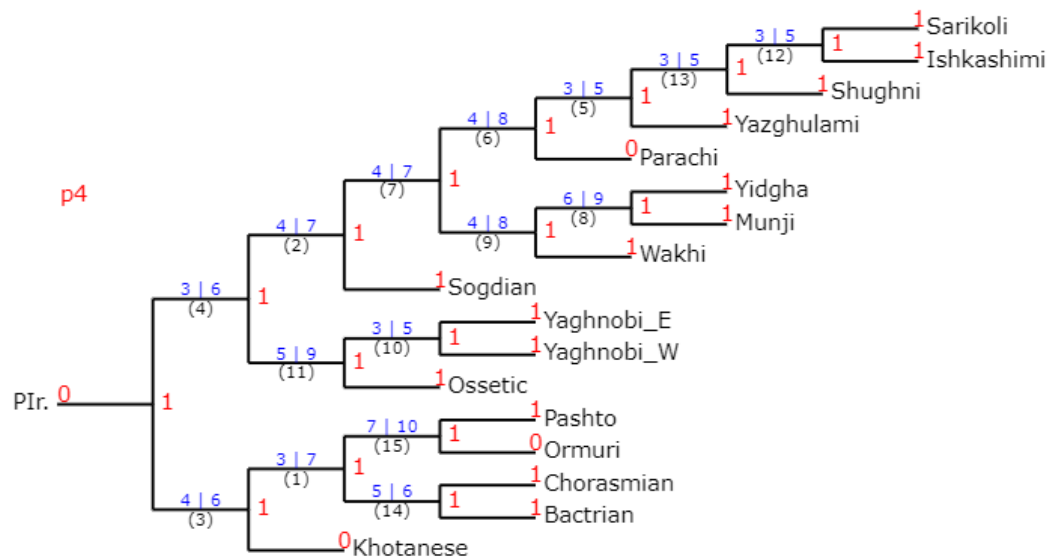 1 Sarikoli
3 | 5
(12)
1
1 Ishkashimi
3 | 5
(13)
1
1 Shughni
3 | 5
(5)
1
1 Yazghulami
4 | 8
(6)
1
0 Parachi
4 | 7
(7)
1
p4
6 | 9
(8)
1
1 Yidgha
1 Munji
4 | 8
(9)
1
1 Wakhi
4 | 7
(2)
1
1 Sogdian
3 | 6
(4)
1
3 | 5
(10)
1
1 Yaghnobi_E
1 Yaghnobi_W
5 | 9
(11)
1
1 Ossetic
PIr. 0
1
7 | 10
(15)
1
1 Pashto
0 Ormuri
3 | 7
(1)
1
5 | 6
(14)
1
1 Chorasmian
1 Bactrian
4 | 6
(3)
1
0 Khotanese